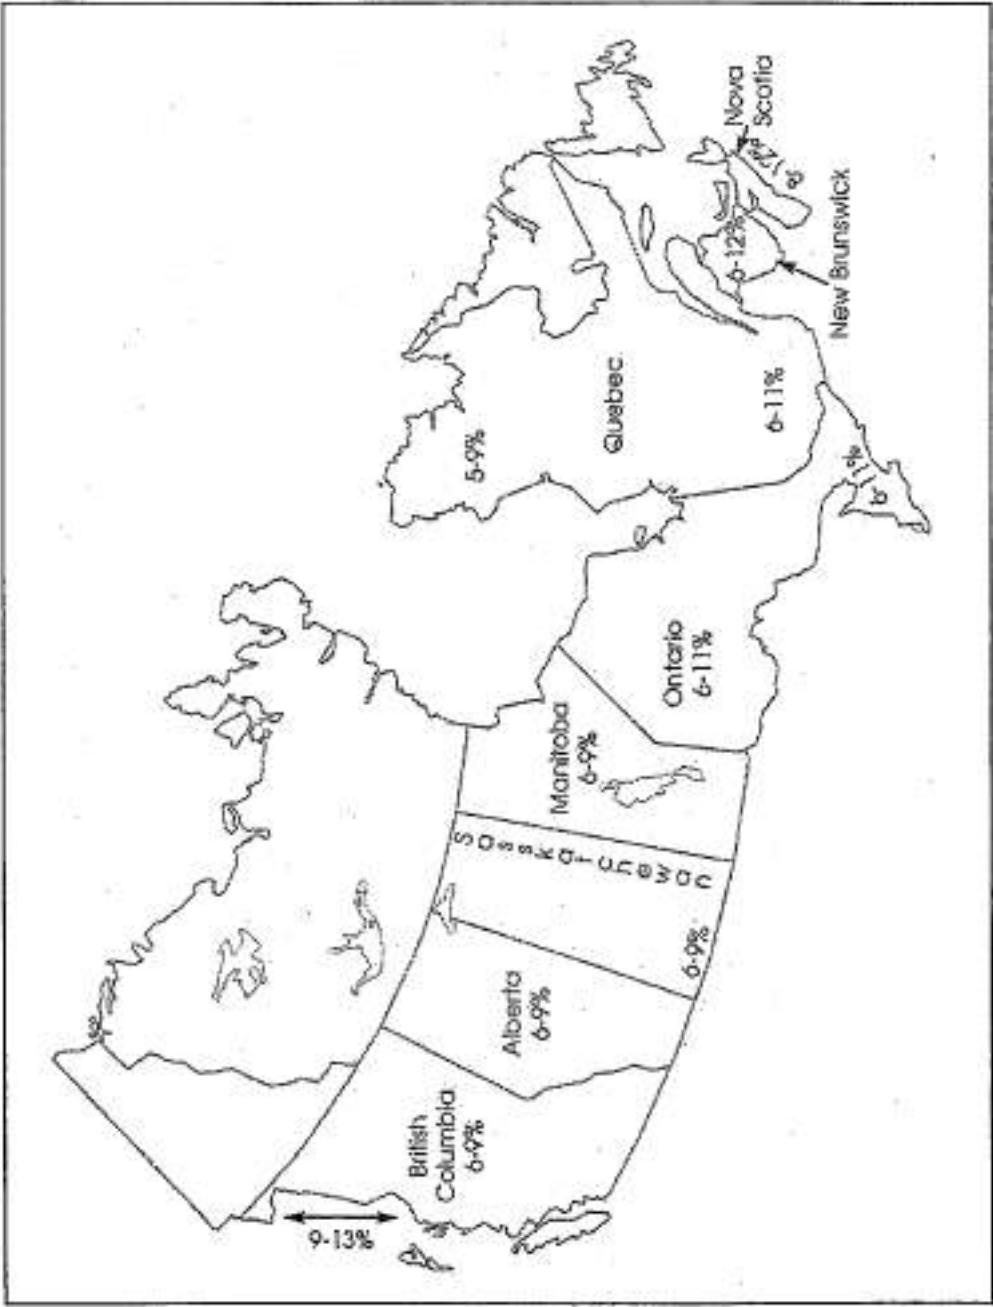 9-13%
British
Columbia
6-9%
Alberta
6-9%
Saskatchewan
6-9%
Manitoba
6-9%
Ontario
6-11%
5-9%
Quebec
6-11%
6-12%
New Brunswick
Nova
Scotia